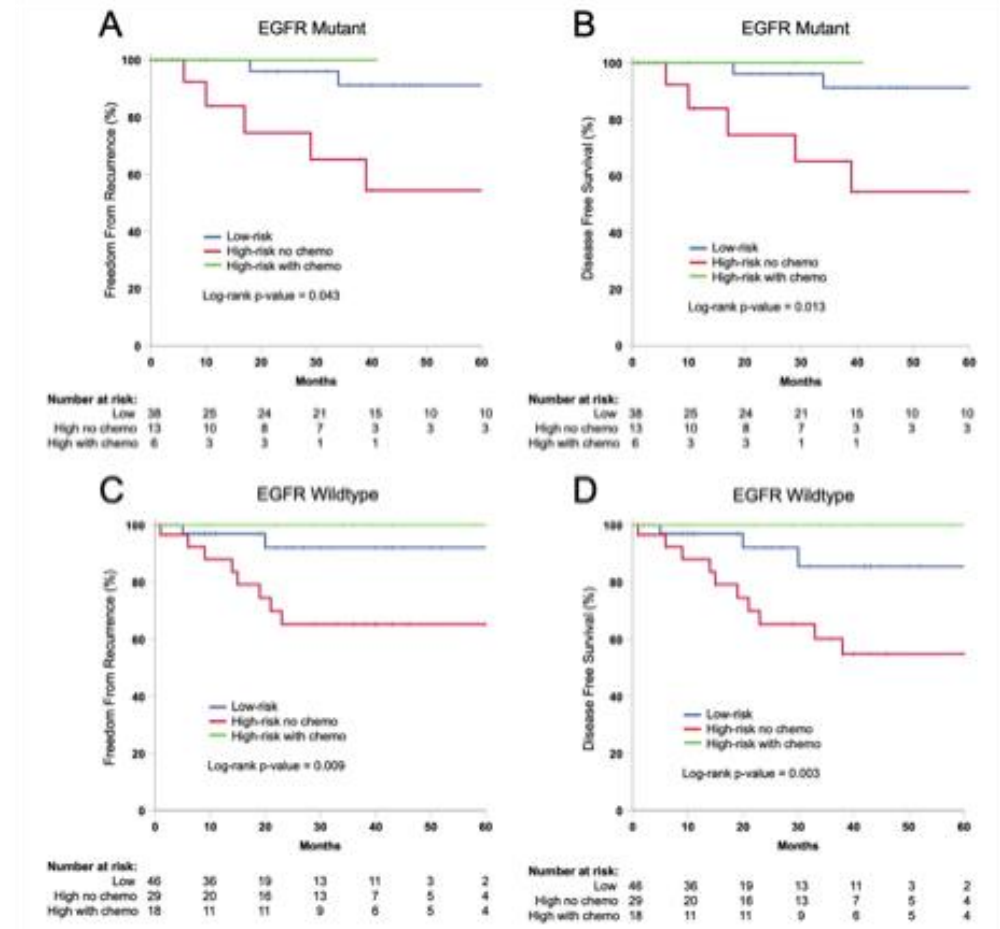 A
EGFR Mutant
Freedom From Recurrence (%)
100
80
60
40
20
0
Low-risk
High-risk no chemo
High-risk with chemo
Log-rank p-value = 0.043
0 10 20 30 40 50 60
Months
Number at risk:
Low 38 25 24 21 15 10 10
High no chemo 13 10 8 7 3 3 3
High with chemo 6 3 3 1 1
B
EGFR Mutant
Disease Free Survival (%)
100
80
60
40
20
0
Low-risk
High-risk no chemo
High-risk with chemo
Log-rank p-value = 0.013
0 10 20 30 40 50 60
Months
Number at risk:
Low 38 25 24 21 15 10 10
High no chemo 13 10 8 7 3 3 3
High with chemo 6 3 3 1 1
C
EGFR Wildtype
Freedom From Recurrence (%)
100
80
60
40
20
0
Low-risk
High-risk no chemo
High-risk with chemo
Log-rank p-value = 0.009
0 10 20 30 40 50 60
Months
Number at risk:
Low 46 36 19 13 11 3 2
High no chemo 29 20 16 13 7 5 4
High with chemo 18 11 11 9 6 5 4
D
EGFR Wildtype
Disease Free Survival (%)
100
80
60
40
20
0
Low-risk
High-risk no chemo
High-risk with chemo
Log-rank p-value = 0.003
0 10 20 30 40 50 60
Months
Number at risk:
Low 46 36 19 13 11 3 2
High no chemo 29 20 16 13 7 5 4
High with chemo 18 11 11 9 6 5 4